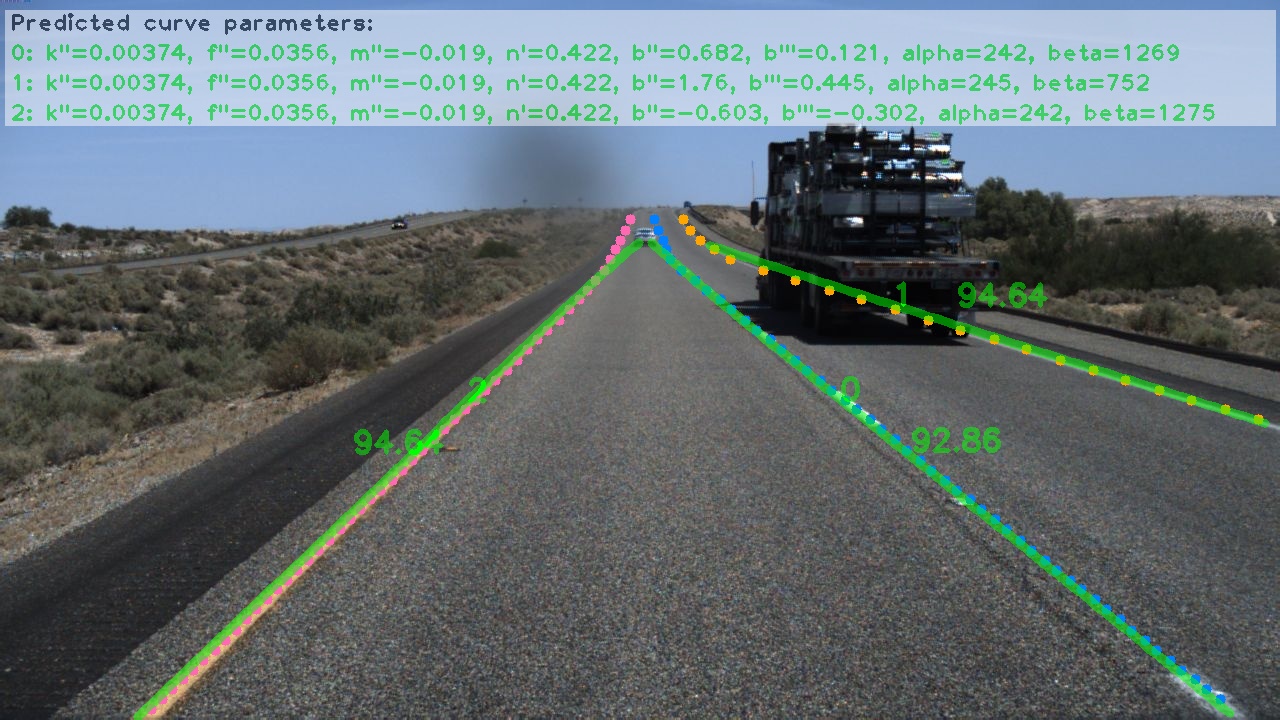 Predicted curve parameters:
0: k''=0.00374, f''=0.0356, m''=−0.019, n'=0.422, b''=0.682, b'''=0.121, alpha=242, beta=1269
1: k''=0.00374, f''=0.0356, m''=−0.019, n'=0.422, b''=1.76, b'''=0.445, alpha=245, beta=752
2: k''=0.00374, f''=0.0356, m''=−0.019, n'=0.422, b''=−0.603, b'''=−0.302, alpha=242, beta=1275
1 94.64
2 0
94.64 92.86